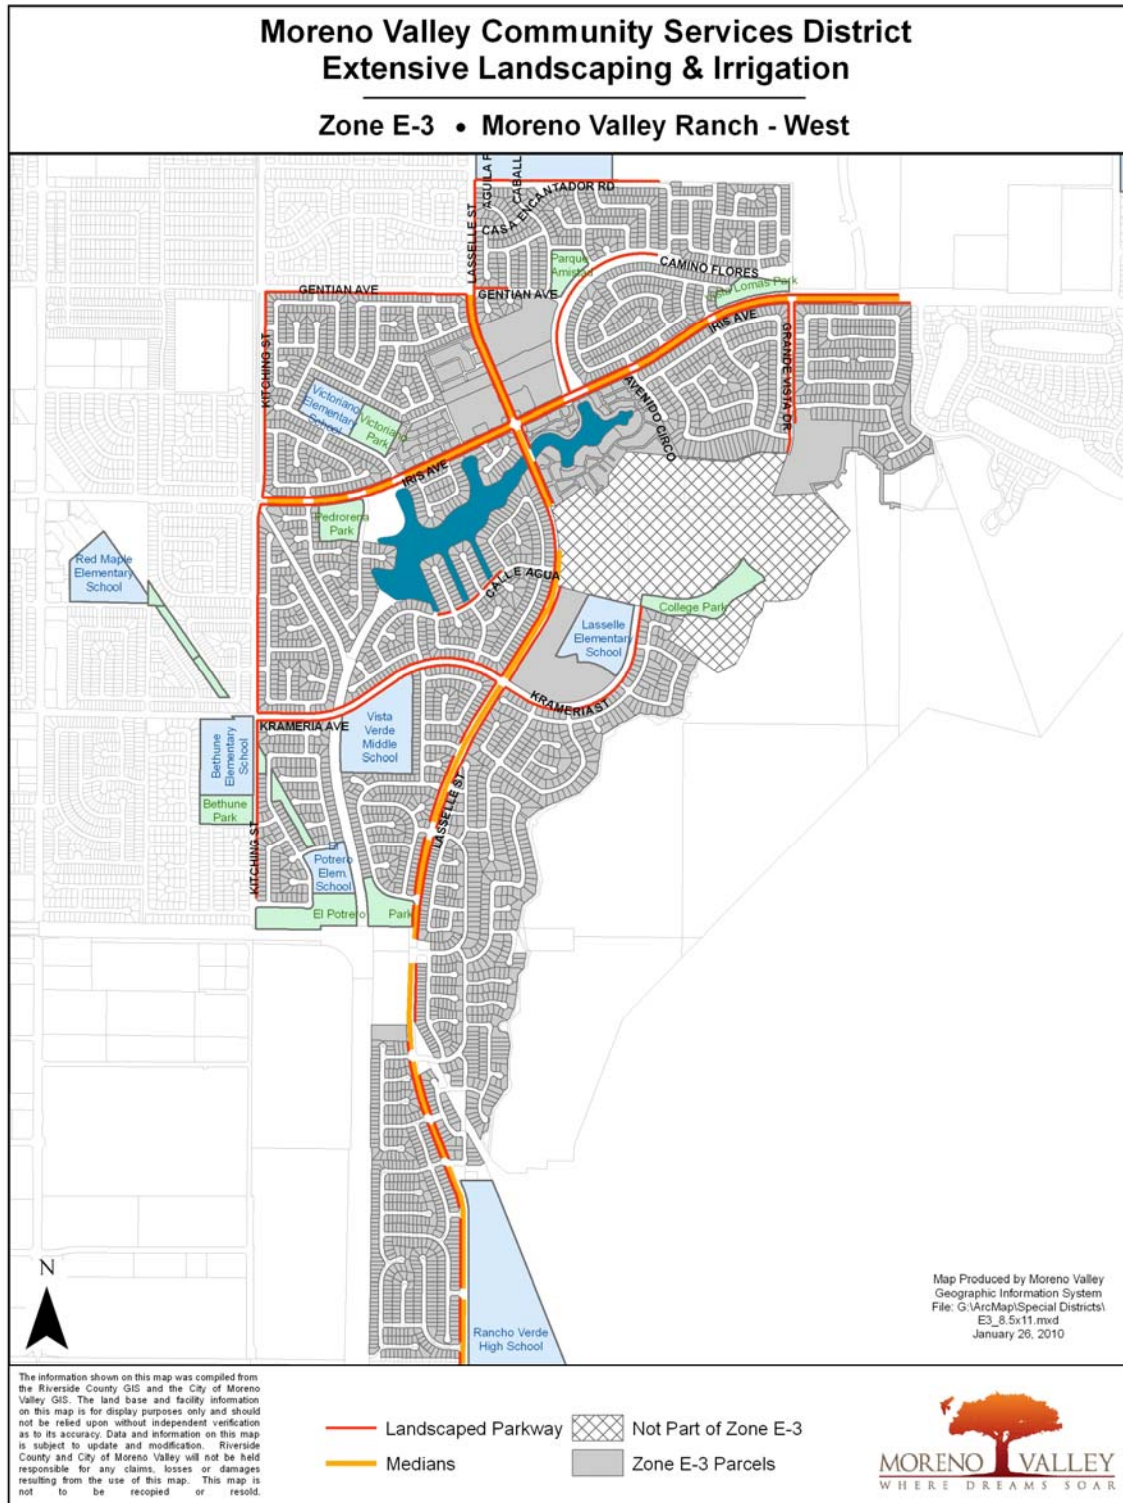 Moreno Valley Community Services District
Extensive Landscaping & Irrigation
Zone E-3 • Moreno Valley Ranch - West
AGUILA
CABALL
CASA ENCANTADOR RD
LASSELLE ST
Parque
Amistad
CAMINO FLORES
Lomas Park
GENTIAN AVE
GENTIAN AVE
IRIS AVE
GRANDE VISTA DR
KITCHING ST
AVENIDO CIRCO
Victoriano
Elementary
School
Victoriano
Park
IRIS AVE
Pedrorena
Park
Red Maple
Elementary
School
CALLE AGUA
College Park
Lasselle
Elementary
School
KRAMERIA ST
KRAMERIA AVE
Vista
Verde
Middle
School
Bethune
Elementary
School
Bethune
Park
LASSELLE ST
KITCHING ST
El
Potrero
Elem.
School
El Potrero Park
N
Rancho Verde
High School
Map Produced by Moreno Valley
Geographic Information System
File: G:\ArcMap\Special Districts\
E3_8.5x11.mxd
January 26, 2010
The information shown on this map was compiled from
the Riverside County GIS and the City of Moreno
Valley GIS. The land base and facility information
on this map is for display purposes only and should
not be relied upon without independent verification
as to its accuracy. Data and information on this map
is subject to update and modification. Riverside
County and City of Moreno Valley will not be held
responsible for any claims, losses or damages
resulting from the use of this map. This map is
not to be recopied or resold.
Landscaped Parkway
Not Part of Zone E-3
Medians
Zone E-3 Parcels
MORENO VALLEY
WHERE DREAMS SOAR